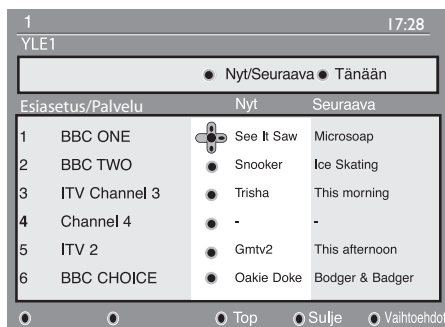 1 17:28
YLE1
Nyt/Seuraava Tänään
Esiasetus/Palvelu Nyt Seuraava
1 BBC ONE See It Saw Microsoap
2 BBC TWO Snooker Ice Skating
3 ITV Channel 3 Trisha This morning
4 Channel 4 - -
5 ITV 2 Gmtv2 This afternoon
6 BBC CHOICE Oakie Doke Bodger & Badger
Top Sulje Vaihtoehdot